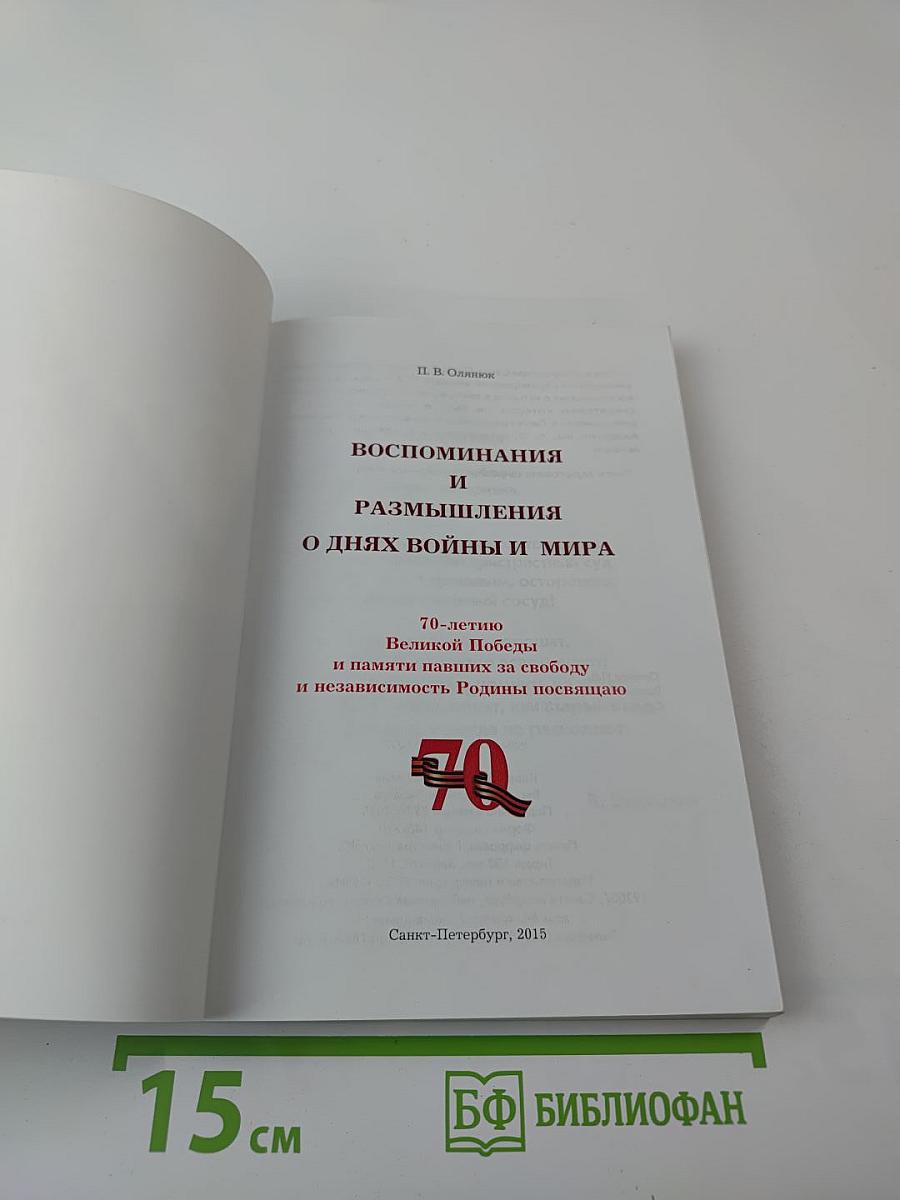 П. В. Олянюк
ВОСПОМИНАНИЯ
И
РАЗМЫШЛЕНИЯ
О ДНЯХ ВОЙНЫ И МИРА
70-летию
Великой Победы
и памяти павших за свободу
и независимость Родины посвящаю
70
Санкт-Петербург, 2015
15 см
БФ БИБЛИОФАН